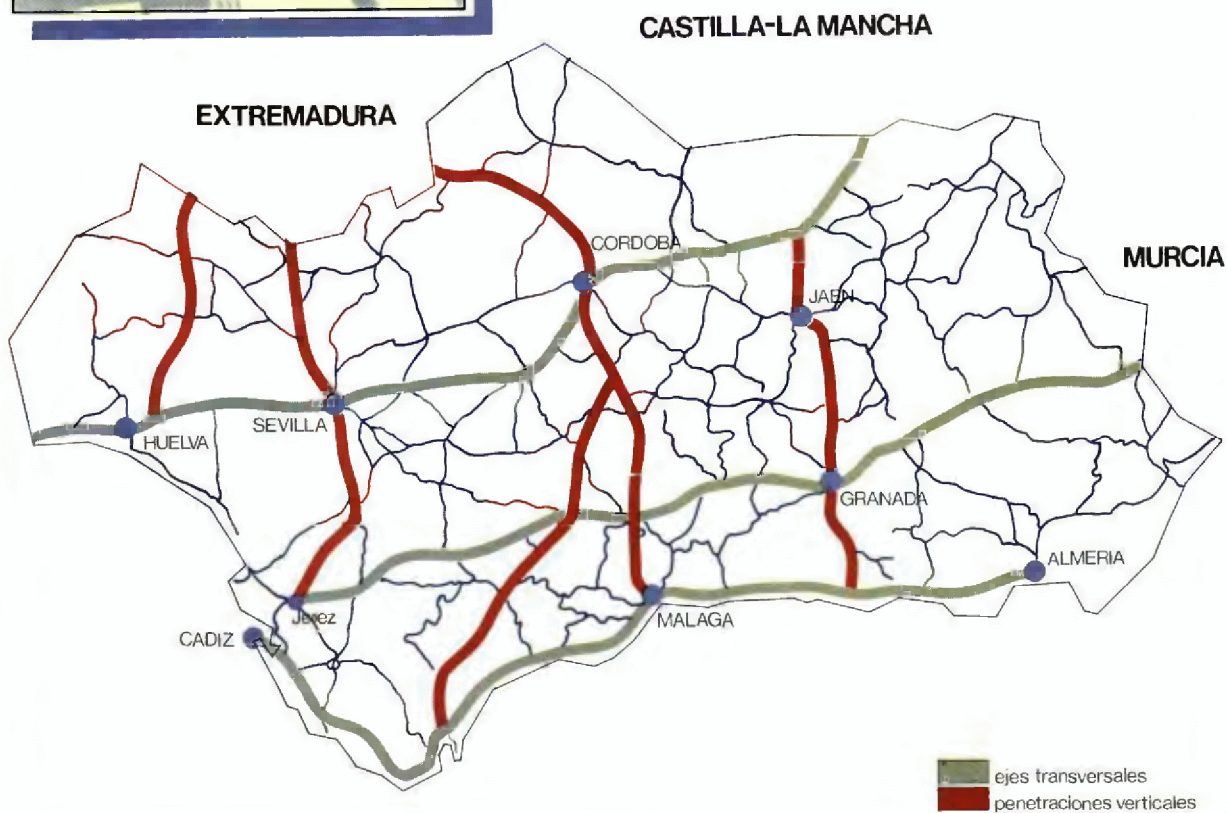 CASTILLA-LA MANCHA
EXTREMADURA
CORDOBA
MURCIA
JAEN
SEVILLA
HUELVA
GRANADA
ALMERIA
Jerez
MALAGA
CADIZ
ejes transversales
penetraciones verticales